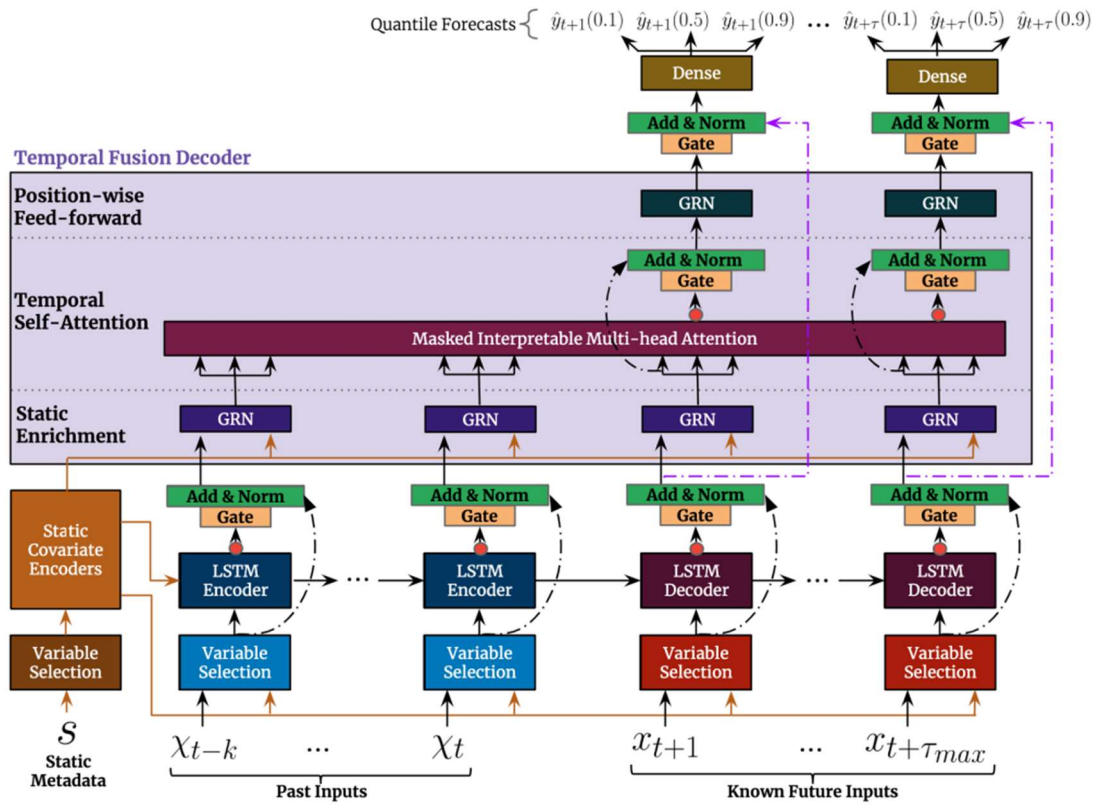 Quantile Forecasts { ŷt+1(0.1) ŷt+1(0.5) ŷt+1(0.9) ... ŷt+τ(0.1) ŷt+τ(0.5) ŷt+τ(0.9)
Dense Dense
Add & Norm Add & Norm
Gate Gate
Temporal Fusion Decoder
Position-wise
Feed-forward
GRN GRN
Add & Norm Add & Norm
Gate Gate
Temporal
Self-Attention
Masked Interpretable Multi-head Attention
Static
Enrichment
GRN GRN GRN GRN
Add & Norm Add & Norm Add & Norm Add & Norm
Gate Gate Gate Gate
Static
Covariate
Encoders
LSTM
Encoder
...
LSTM
Encoder
LSTM
Decoder
...
LSTM
Decoder
Variable
Selection
Variable
Selection
Variable
Selection
Variable
Selection
Variable
Selection
s
Static
Metadata
χt−k ... χt xt+1 ... xt+τmax
Past Inputs Known Future Inputs